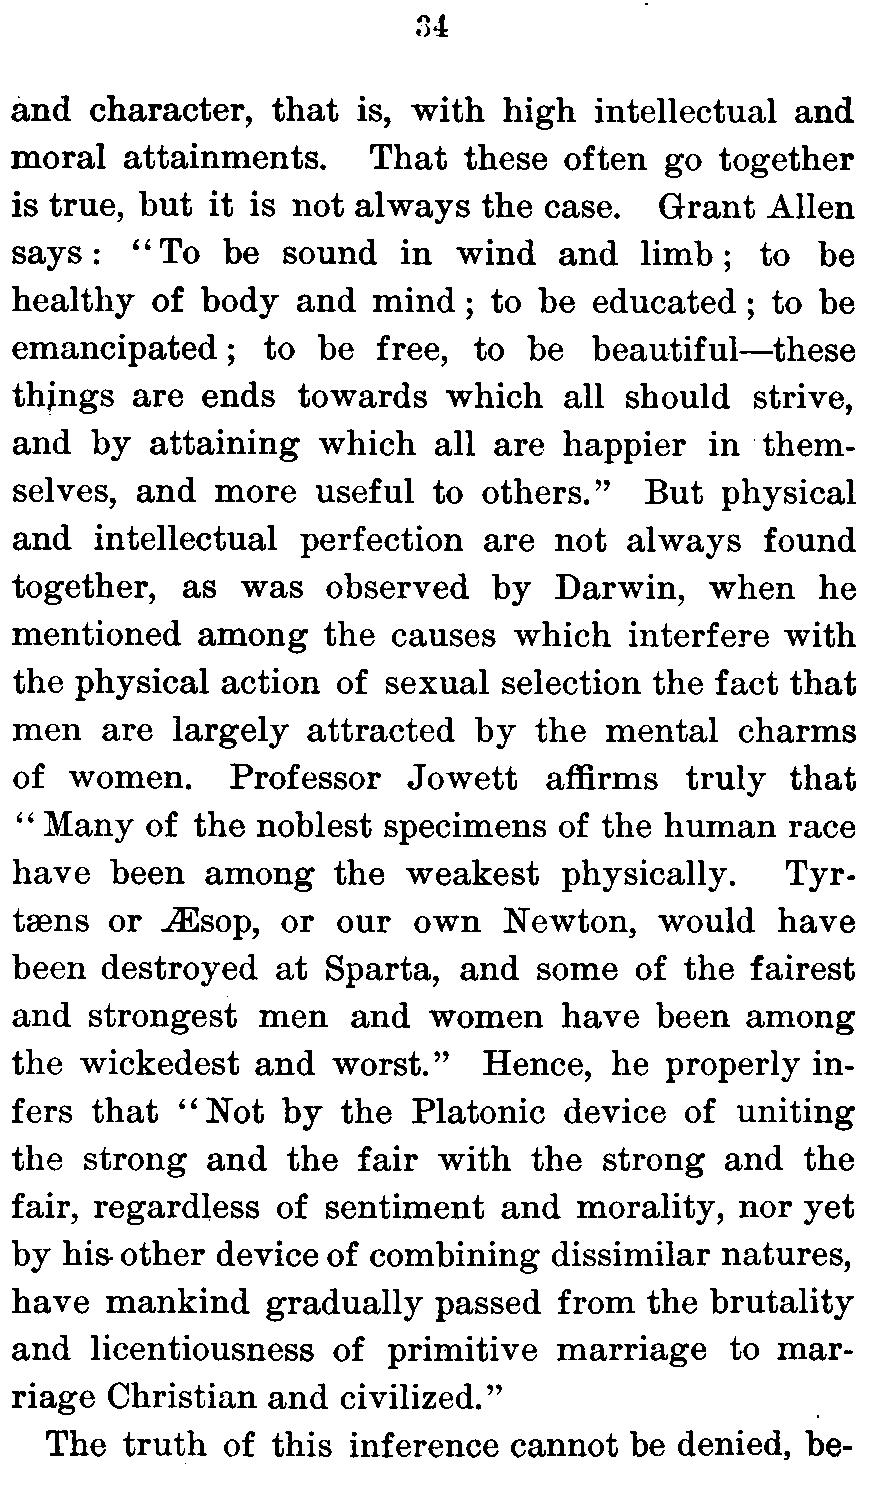 34
and character, that is, with high intellectual and
moral attainments. That these often go together
is true, but it is not always the case. Grant Allen
says: “To be sound in wind and limb; to be
healthy of body and mind; to be educated; to be
emancipated; to be free, to be beautiful—these
things are ends towards which all should strive,
and by attaining which all are happier in them-
selves, and more useful to others.” But physical
and intellectual perfection are not always found
together, as was observed by Darwin, when he
mentioned among the causes which interfere with
the physical action of sexual selection the fact that
men are largely attracted by the mental charms
of women. Professor Jowett affirms truly that
“Many of the noblest specimens of the human race
have been among the weakest physically. Tyr-
tæns or Æsop, or our own Newton, would have
been destroyed at Sparta, and some of the fairest
and strongest men and women have been among
the wickedest and worst.” Hence, he properly in-
fers that “Not by the Platonic device of uniting
the strong and the fair with the strong and the
fair, regardless of sentiment and morality, nor yet
by his other device of combining dissimilar natures,
have mankind gradually passed from the brutality
and licentiousness of primitive marriage to mar-
riage Christian and civilized.”
The truth of this inference cannot be denied, be-